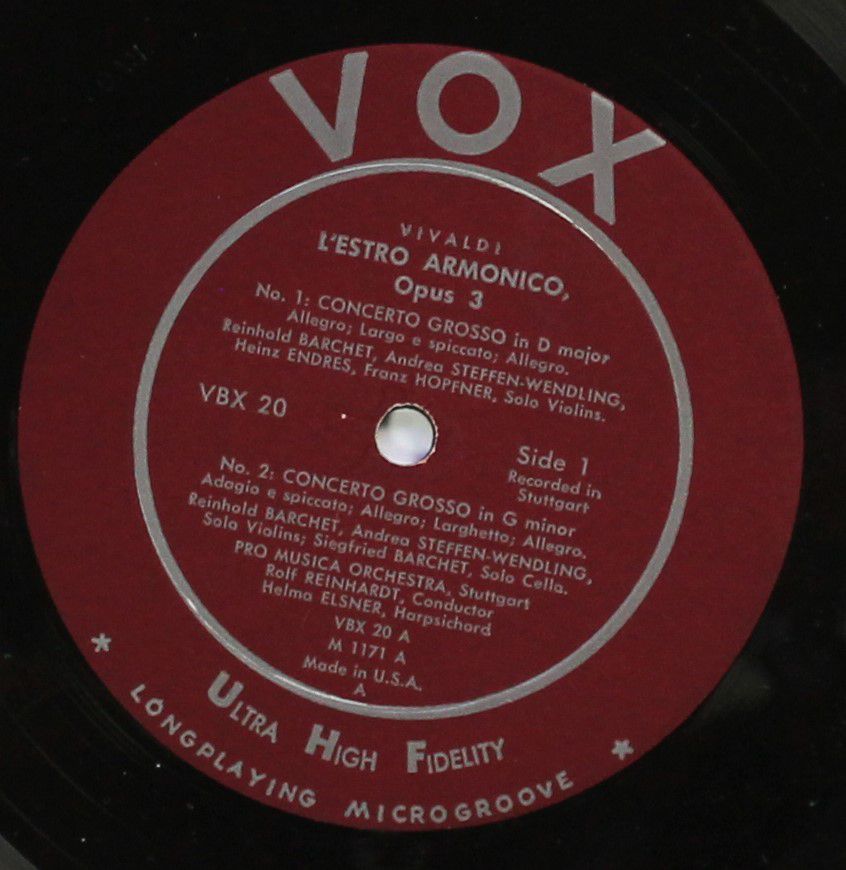 VOX
VIVALDI
L'ESTRO ARMONICO,
Opus 3
No. 1: CONCERTO GROSSO in D major
Allegro; Largo e spiccato; Allegro.
Reinhold BARCHET, Andrea STEFFEN-WENDLING,
Heinz ENDRES, Franz HOPFNER, Solo Violins.
VBX 20
Side 1
Recorded in
Stuttgart
No. 2: CONCERTO GROSSO in G minor
Adagio e spiccato; Allegro; Larghetto; Allegro.
Reinhold BARCHET, Andrea STEFFEN-WENDLING,
Solo Violins; Siegfried BARCHET, Solo Cello.
PRO MUSICA ORCHESTRA, Stuttgart
Rolf REINHARDT, Conductor
Helma ELSNER, Harpsichord
VBX 20 A
M 1171 A
Made in U.S.A.
A
ULTRA HIGH FIDELITY
* LONGPLAYING MICROGROOVE *